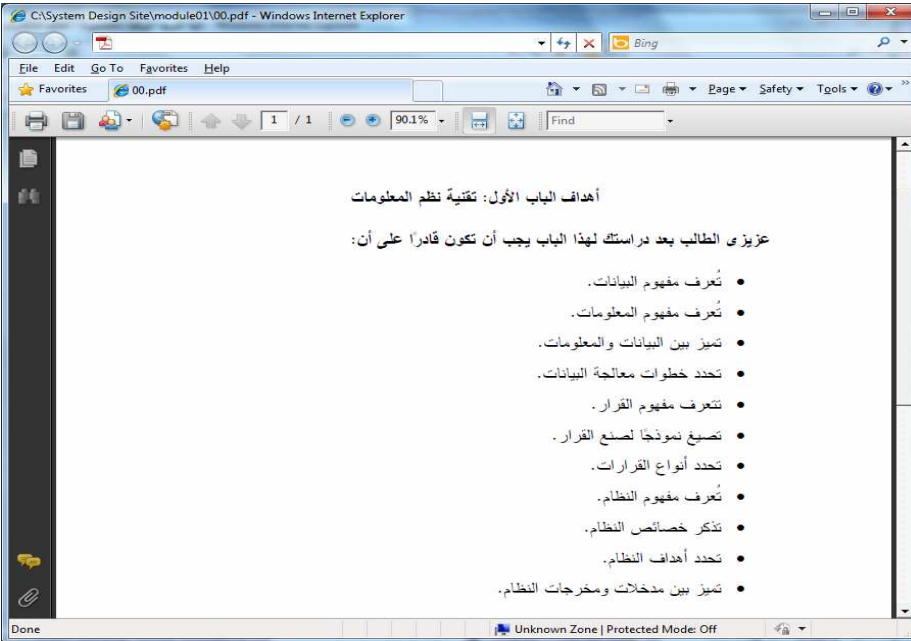 C:\System Design Site\module01\00.pdf - Windows Internet Explorer
Bing
File Edit Go To Favorites Help
Favorites 00.pdf Page Safety Tools
1 / 1 90.1% Find
أهداف الباب الأول: تقنية نظم المعلومات
عزيزى الطالب بعد دراستك لهذا الباب يجب أن تكون قادرًا على أن:
• تُعرف مفهوم البيانات.
• تُعرف مفهوم المعلومات.
• تميز بين البيانات والمعلومات.
• تحدد خطوات معالجة البيانات.
• تتعرف مفهوم القرار.
• تصيغ نموذجًا لصنع القرار.
• تحدد أنواع القرارات.
• تُعرف مفهوم النظام.
• تذكر خصائص النظام.
• تحدد أهداف النظام.
• تميز بين مدخلات ومخرجات النظام.
Done Unknown Zone | Protected Mode: Off